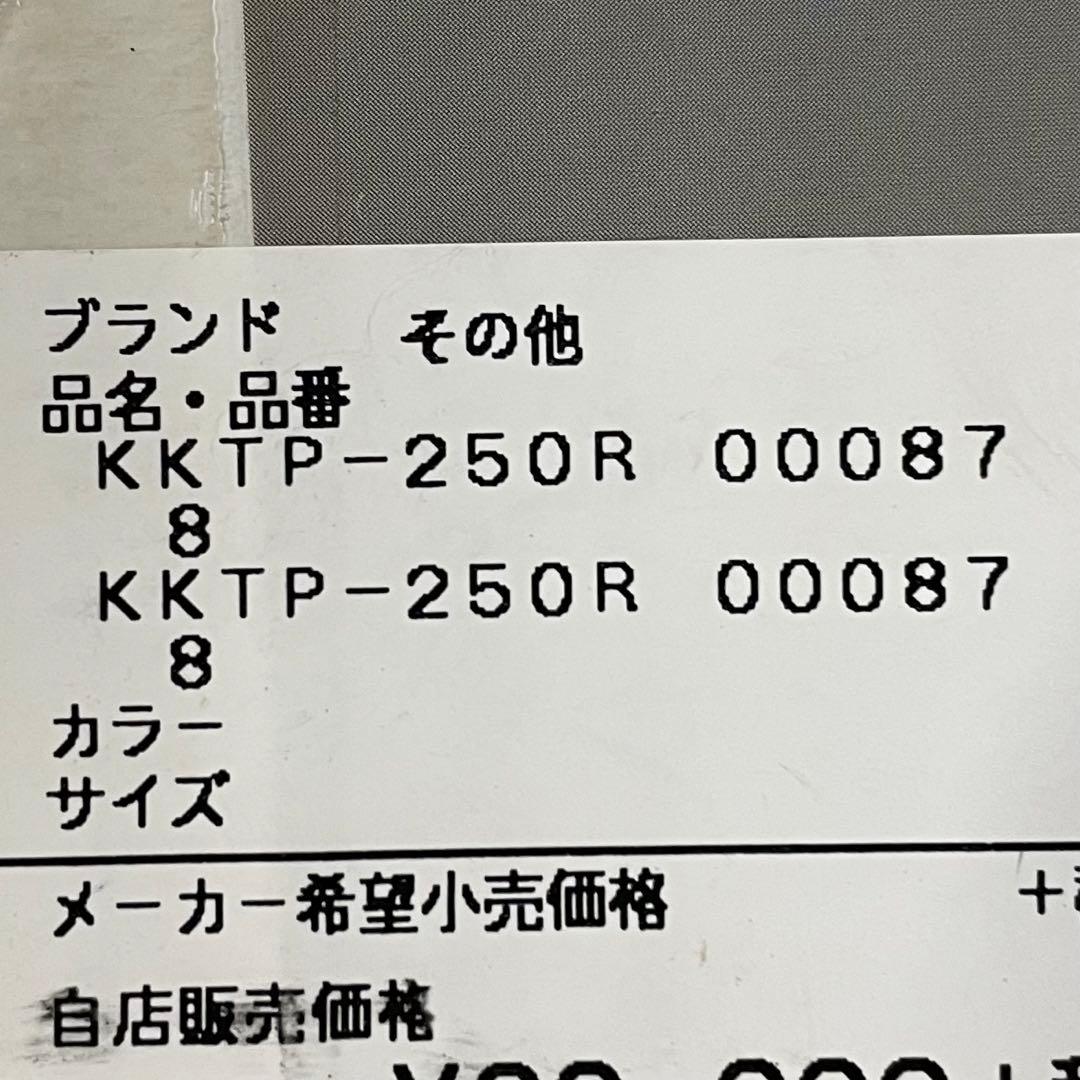 ブランド　その他
品名・品番
KKTP-250R 00087
8
KKTP-250R 00087
8
カラー
サイズ
メーカー希望小売価格　+
自店販売価格